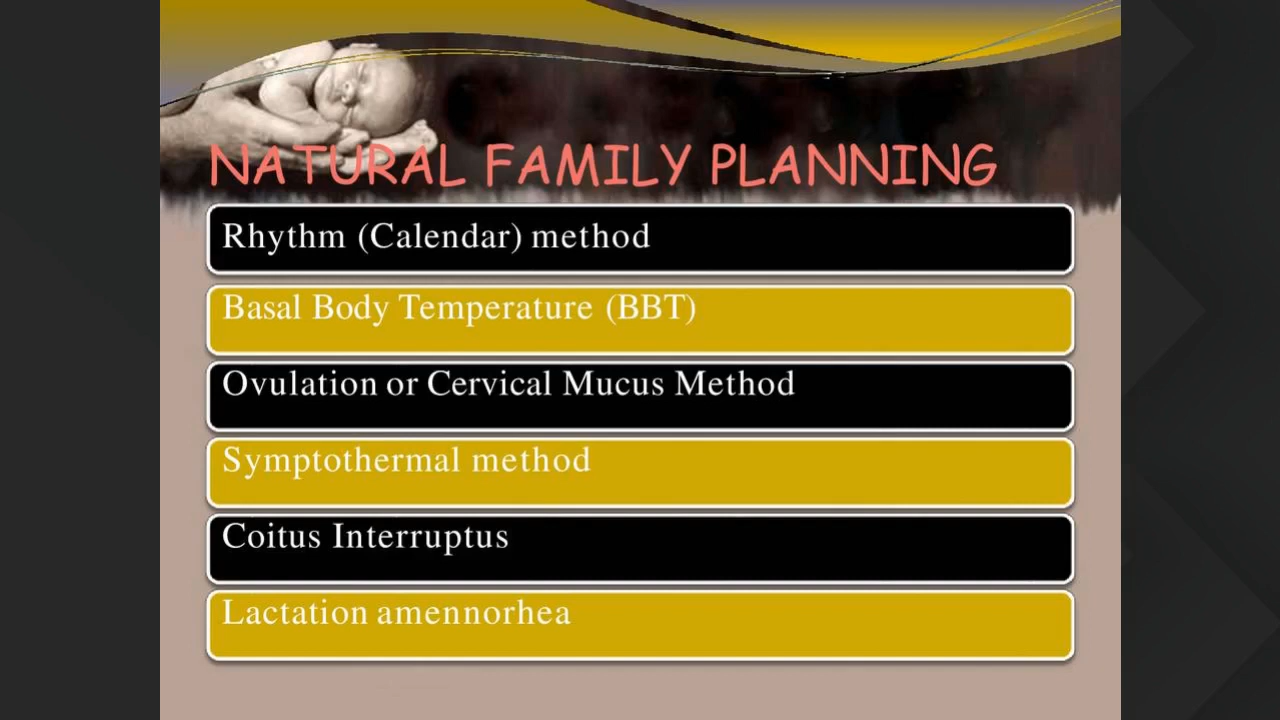 NATURAL FAMILY PLANNING
Rhythm (Calendar) method
Basal Body Temperature (BBT)
Ovulation or Cervical Mucus Method
Symptothermal method
Coitus Interruptus
Lactation amennorhea